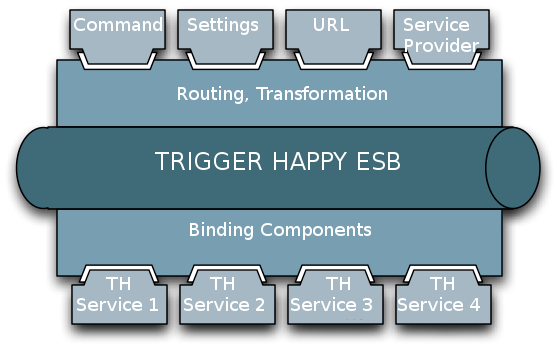 Command
Settings
URL
Service
Provider
Routing, Transformation
TRIGGER HAPPY ESB
Binding Components
TH
Service 1
TH
Service 2
TH
Service 3
...
TH
Service 4